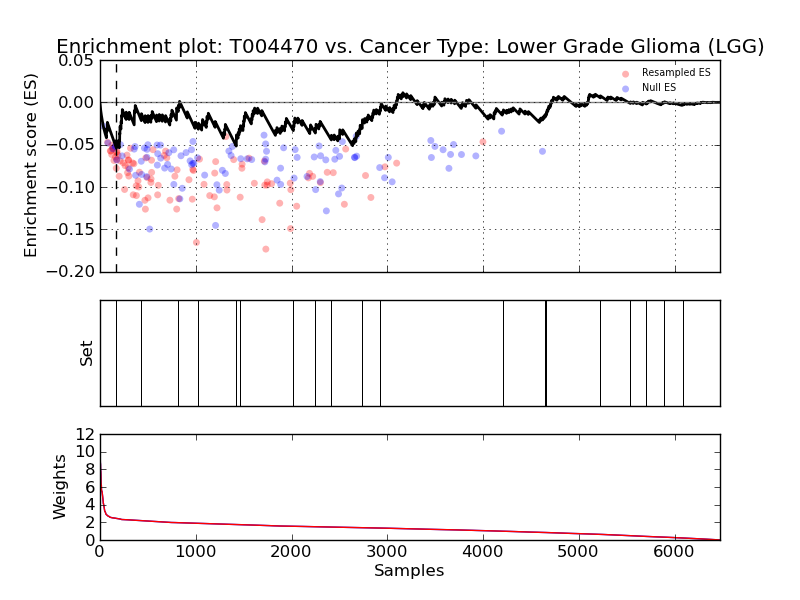 Enrichment plot: T004470 vs. Cancer Type: Lower Grade Glioma (LGG)
Enrichment score (ES)
0.05
0.00
−0.05
−0.10
−0.15
−0.20
Resampled ES
Null ES
Set
Weights
12
10
8
6
4
2
0
0 1000 2000 3000 4000 5000 6000
Samples